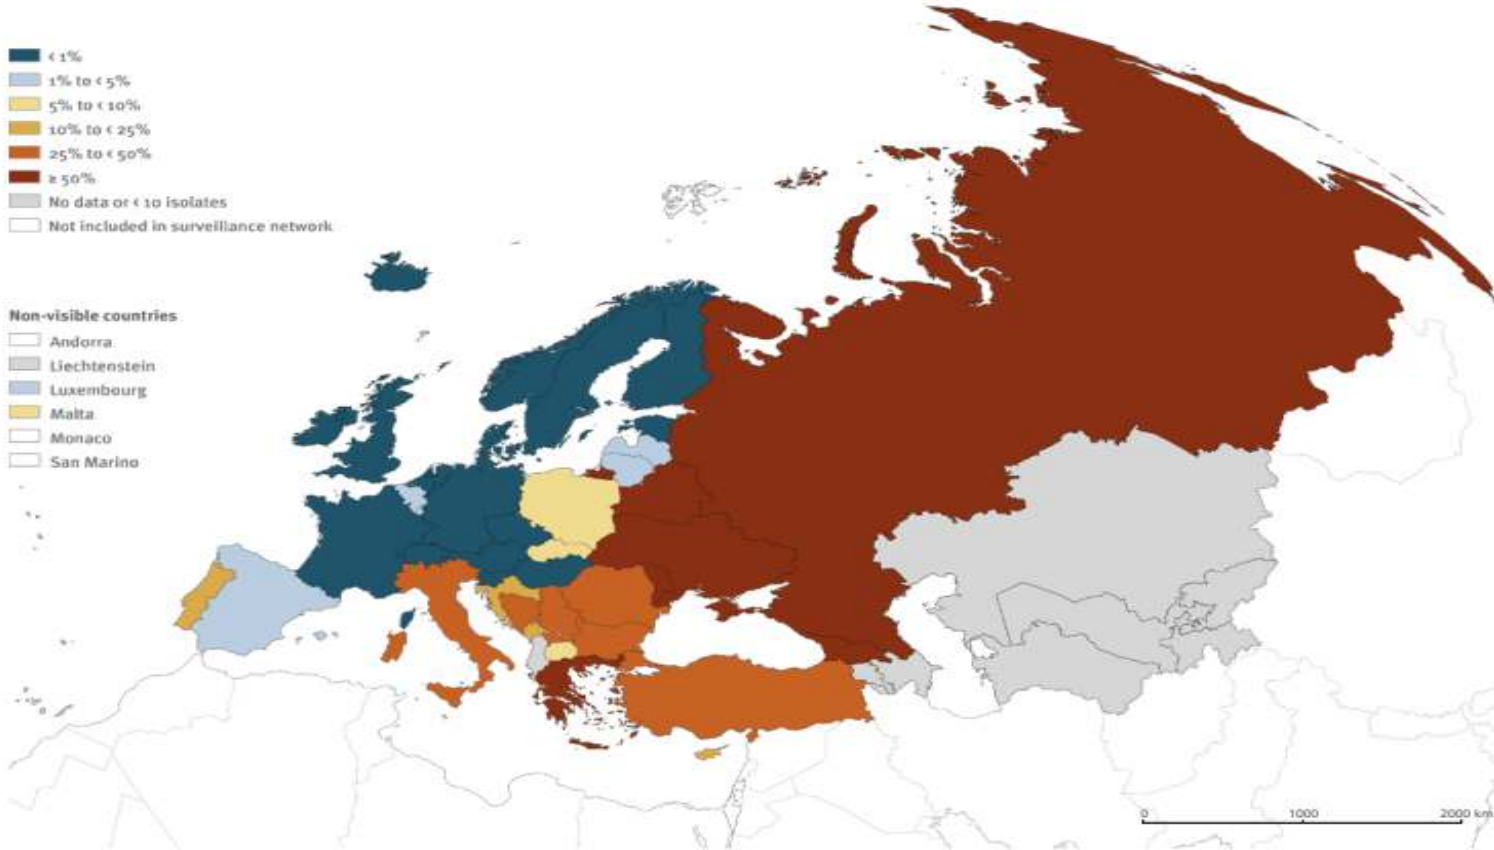 < 1%
1% to < 5%
5% to < 10%
10% to < 25%
25% to < 50%
≥ 50%
No data or < 10 isolates
Not included in surveillance network
Non-visible countries
Andorra
Liechtenstein
Luxembourg
Malta
Monaco
San Marino
0 1000 2000 km